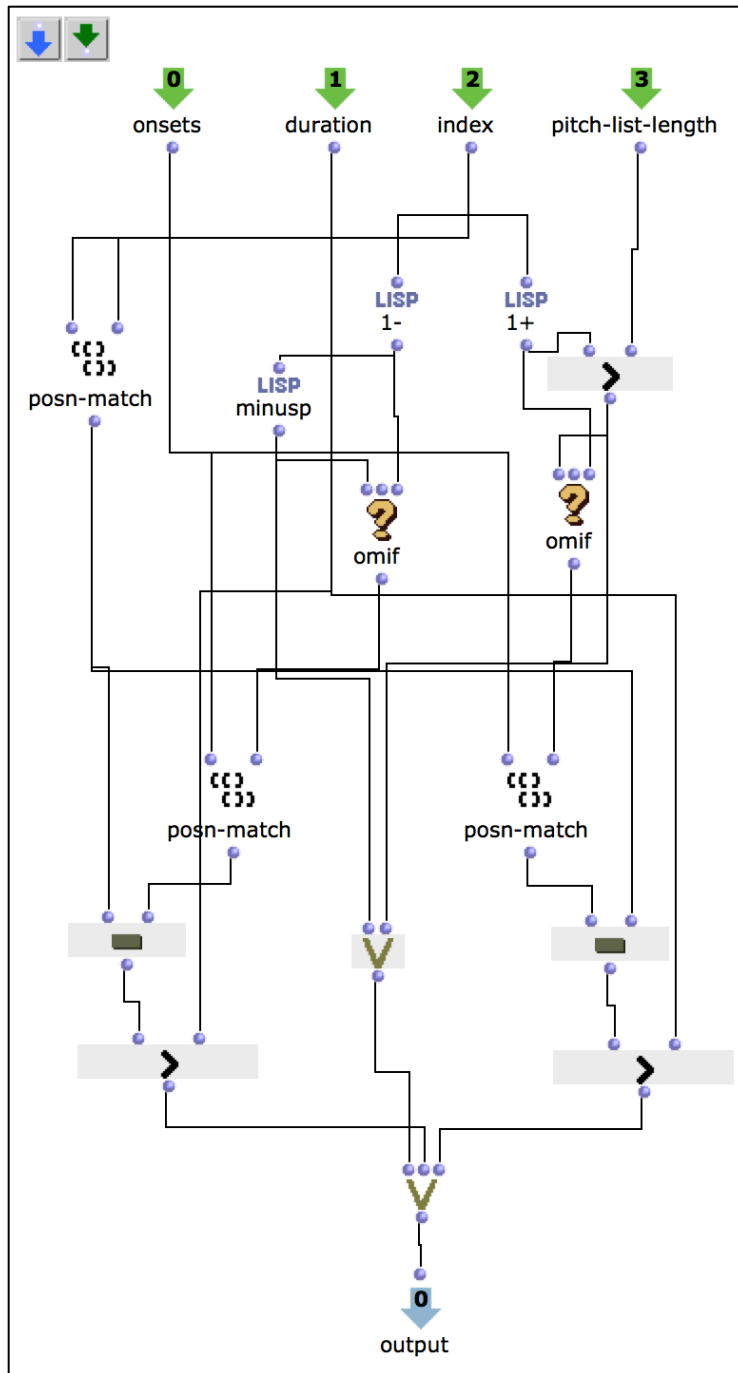 0 1 2 3
onsets duration index pitch-list-length
LISP LISP
1- 1+
>
posn-match
LISP
minusp
? ?
omif omif
posn-match posn-match
> >
0
output